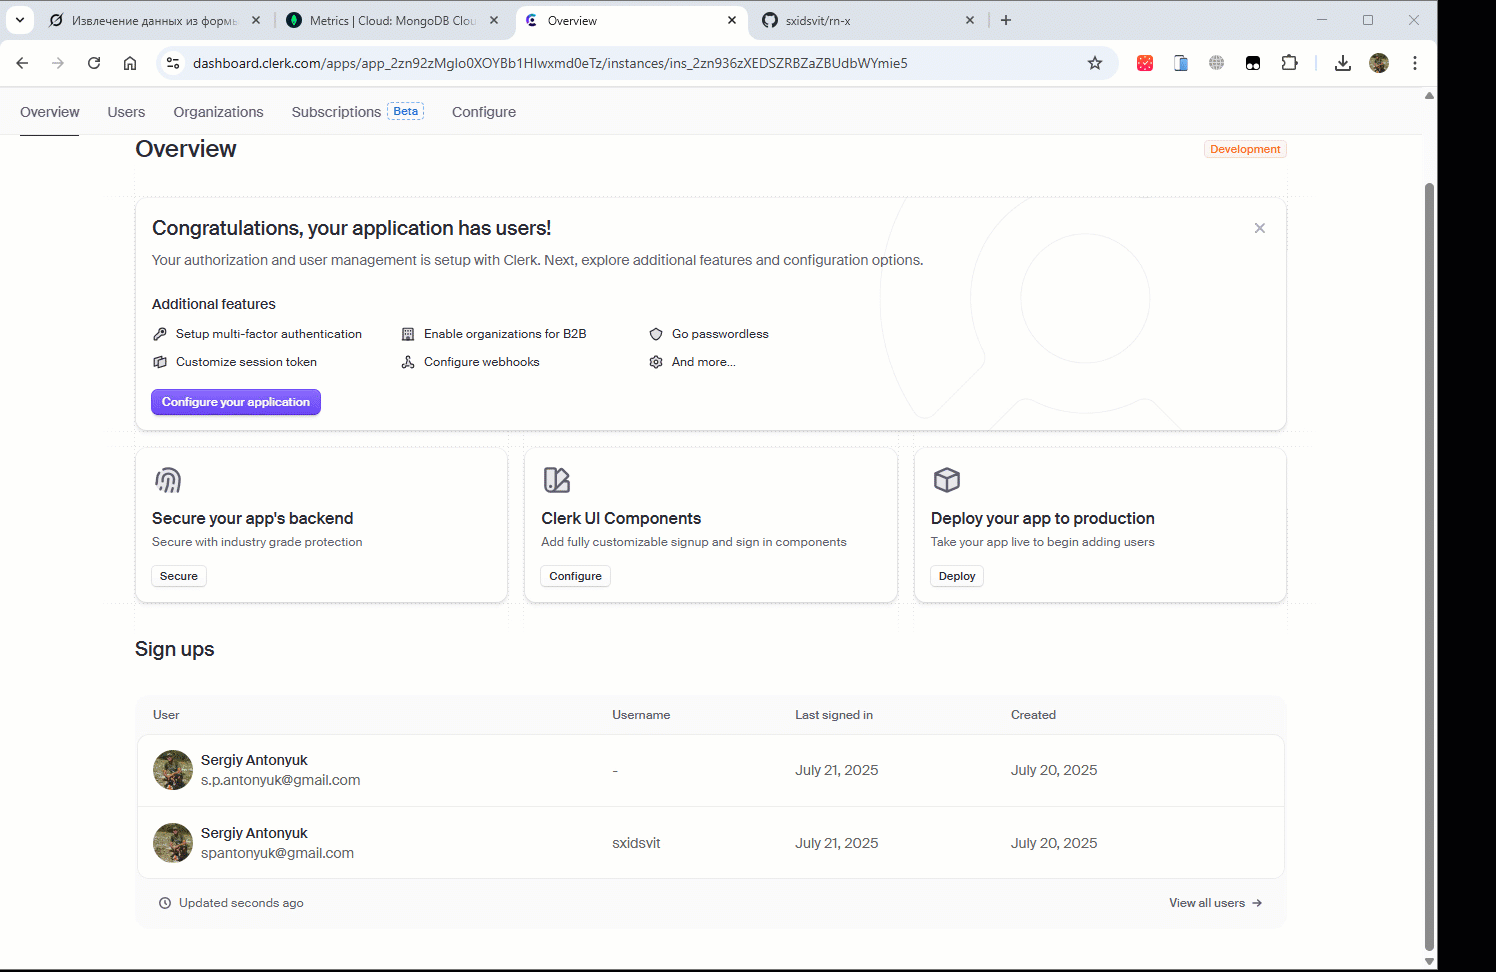 Извлечение данных из формы
Metrics | Cloud: MongoDB Clou
Overview
sxidsvit/rn-x
dashboard.clerk.com/apps/app_2zn92zMglo0XOYBb1HIwxmd0eTz/instances/ins_2zn936zXEDSZRBZaZBUdbWYmie5
Overview Users Organizations Subscriptions Beta Configure
Overview
Development
Congratulations, your application has users!
Your authorization and user management is setup with Clerk. Next, explore additional features and configuration options.
Additional features
Setup multi-factor authentication Enable organizations for B2B Go passwordless
Customize session token Configure webhooks And more...
Configure your application
Secure your app's backend
Secure with industry grade protection
Secure
Clerk UI Components
Add fully customizable signup and sign in components
Configure
Deploy your app to production
Take your app live to begin adding users
Deploy
Sign ups
User Username Last signed in Created
Sergiy Antonyuk
s.p.antonyuk@gmail.com
- July 21, 2025 July 20, 2025
Sergiy Antonyuk
spantonyuk@gmail.com
sxidsvit July 21, 2025 July 20, 2025
Updated seconds ago
View all users